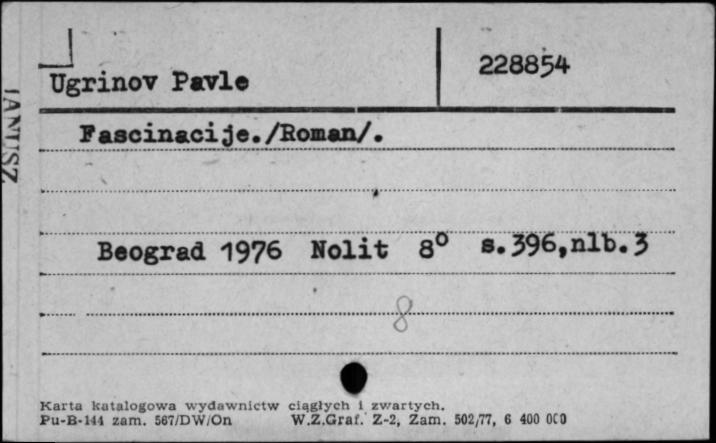 228854
Ugrinov Pavle
Fascinacije./Roman/.
Beograd 1976 Nolit 8° s.396,nlb.3
8
Karta katalogowa wydawnictw ciągłych i zwartych.
Pu-B-144 zam. 567/DW/On W.Z.Graf. Z-2, Zam. 502/77, 6 400 000
JANUSZ